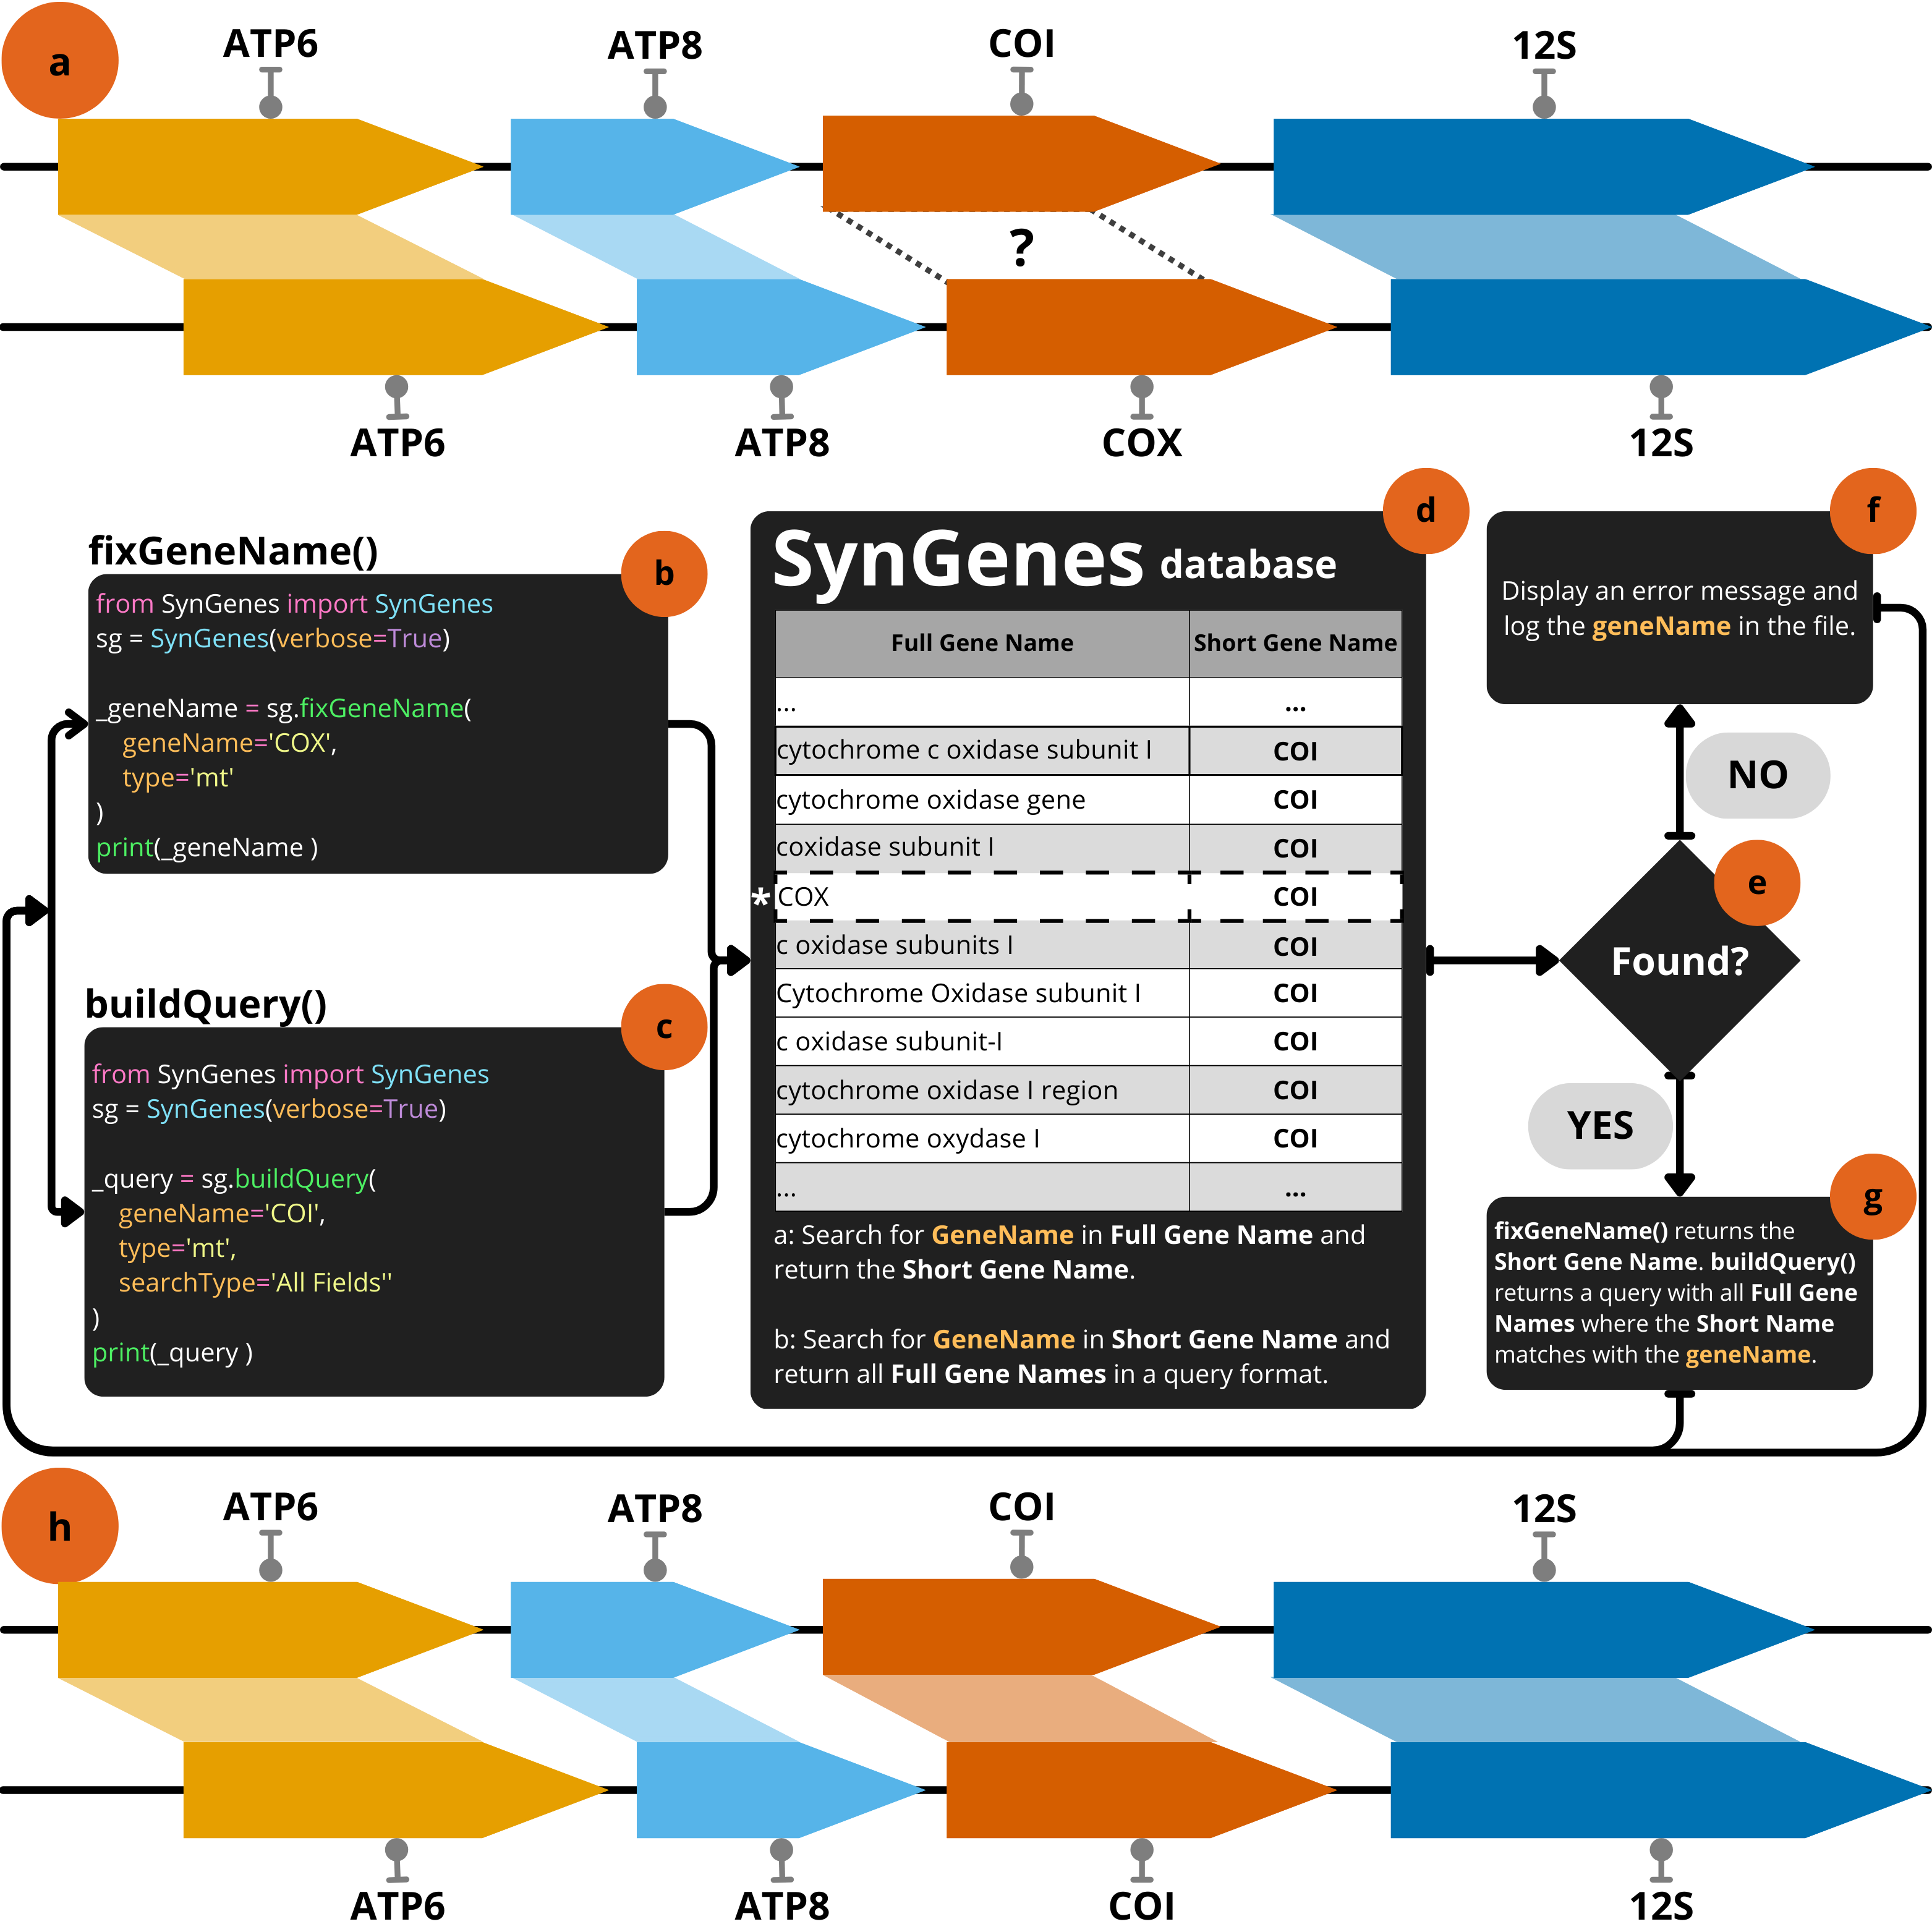 a
ATP6
ATP8
COI
12S
?
ATP6
ATP8
COX
12S
fixGeneName()
b
from SynGenes import SynGenes
sg = SynGenes(verbose=True)
_geneName = sg.fixGeneName(
geneName='COX',
type='mt'
)
print(_geneName )
buildQuery()
c
from SynGenes import SynGenes
sg = SynGenes(verbose=True)
_query = sg.buildQuery(
geneName='COI',
type='mt',
searchType='All Fields''
)
print(_query )
d
SynGenes database
Full Gene Name Short Gene Name
... ...
cytochrome c oxidase subunit I COI
cytochrome oxidase gene COI
coxidase subunit I COI
* COX COI
c oxidase subunits I COI
Cytochrome Oxidase subunit I COI
c oxidase subunit-I COI
cytochrome oxidase I region COI
cytochrome oxydase I COI
... ...
a: Search for GeneName in Full Gene Name and
return the Short Gene Name.
b: Search for GeneName in Short Gene Name and
return all Full Gene Names in a query format.
f
Display an error message and
log the geneName in the file.
NO
e
Found?
YES
g
fixGeneName() returns the
Short Gene Name. buildQuery()
returns a query with all Full Gene
Names where the Short Name
matches with the geneName.
h
ATP6
ATP8
COI
12S
ATP6
ATP8
COI
12S